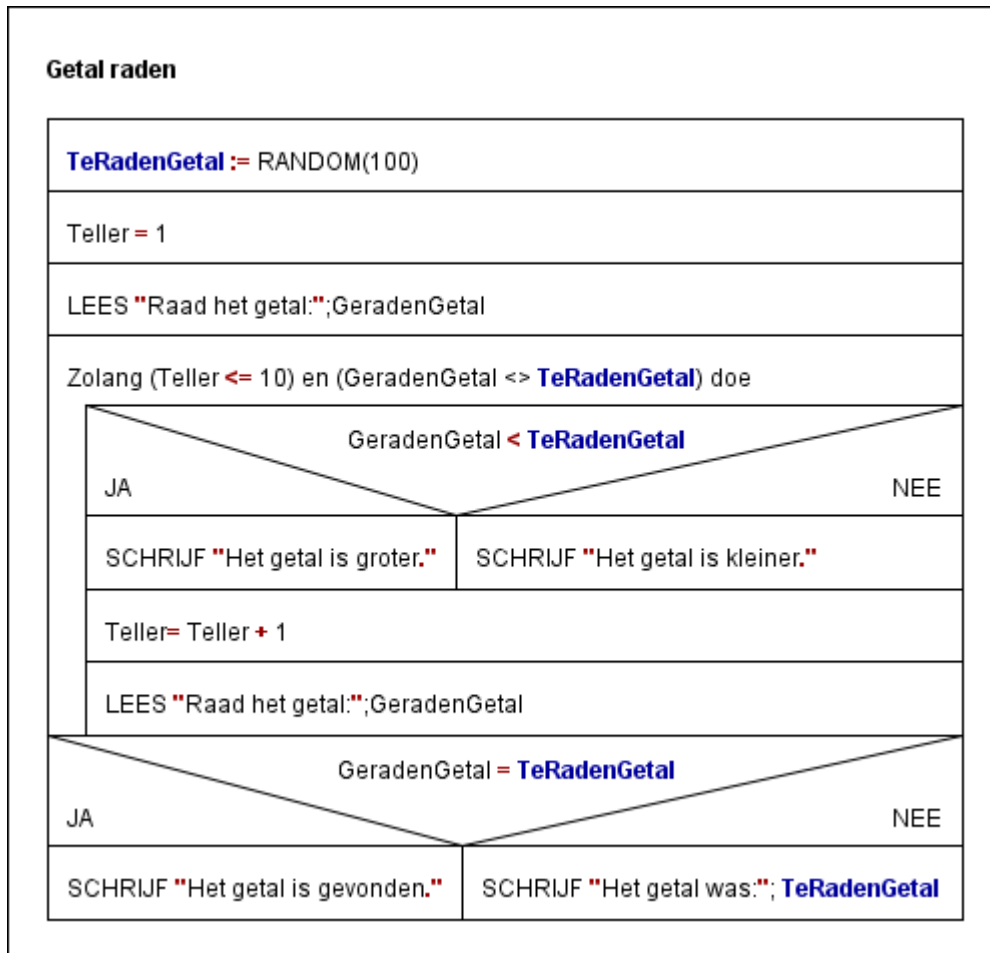 Getal raden
TeRadenGetal := RANDOM(100)
Teller = 1
LEES "Raad het getal:";GeradenGetal
Zolang (Teller <= 10) en (GeradenGetal <> TeRadenGetal) doe
GeradenGetal < TeRadenGetal
JA
NEE
SCHRIJF "Het getal is groter."
SCHRIJF "Het getal is kleiner."
Teller= Teller + 1
LEES "Raad het getal:";GeradenGetal
GeradenGetal = TeRadenGetal
JA
NEE
SCHRIJF "Het getal is gevonden."
SCHRIJF "Het getal was:"; TeRadenGetal